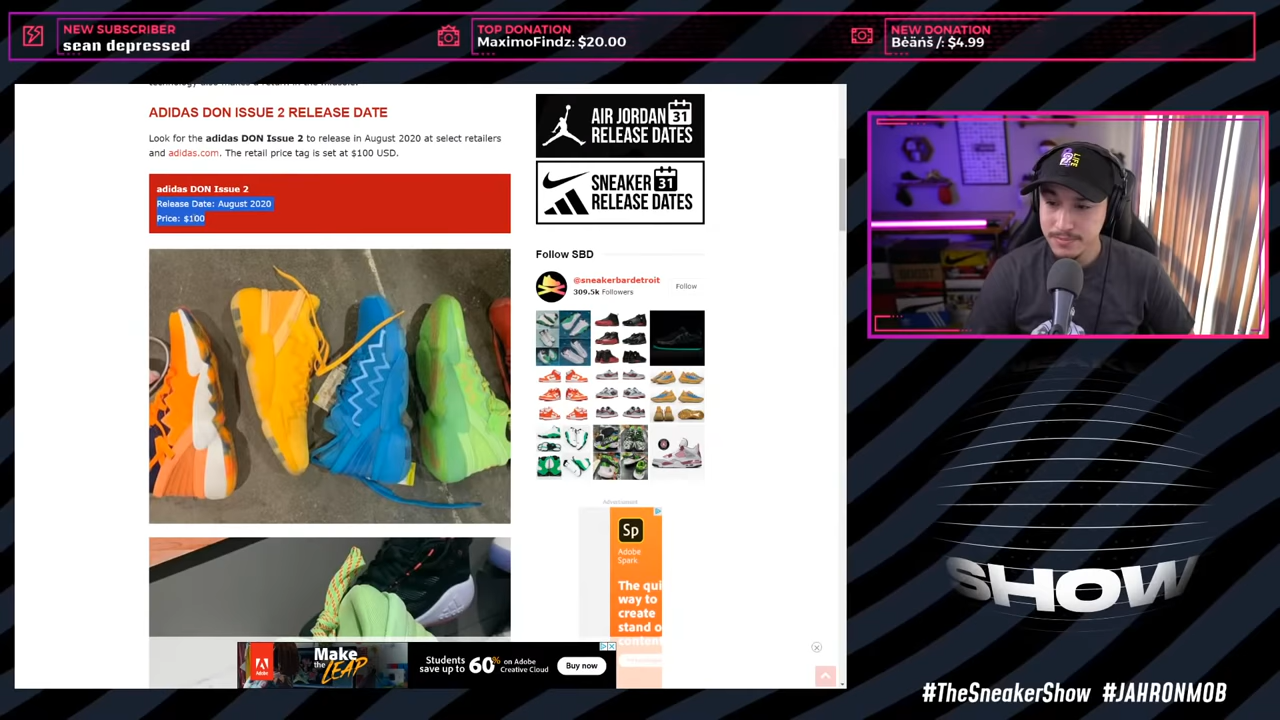 NEW SUBSCRIBER
sean depressed
TOP DONATION
MaximoFindz: $20.00
NEW DONATION
Bėäńš /: $4.99
ADIDAS DON ISSUE 2 RELEASE DATE
Look for the adidas DON Issue 2 to release in August 2020 at select retailers
and adidas.com. The retail price tag is set at $100 USD.
adidas DON Issue 2
Release Date: August 2020
Price: $100
AIR JORDAN 31
RELEASE DATES
SNEAKER 31
RELEASE DATES
Follow SBD
@sneakerbardetroit
309.5k Followers
Follow
Advertisement
Sp
Adobe
Spark
The qui
way to
create
stand o
conten
Make
the LEAP
Adobe
Students
save up to 60% on Adobe
Creative Cloud
Buy now
SHOW
#TheSneakerShow #JAHRONMOB